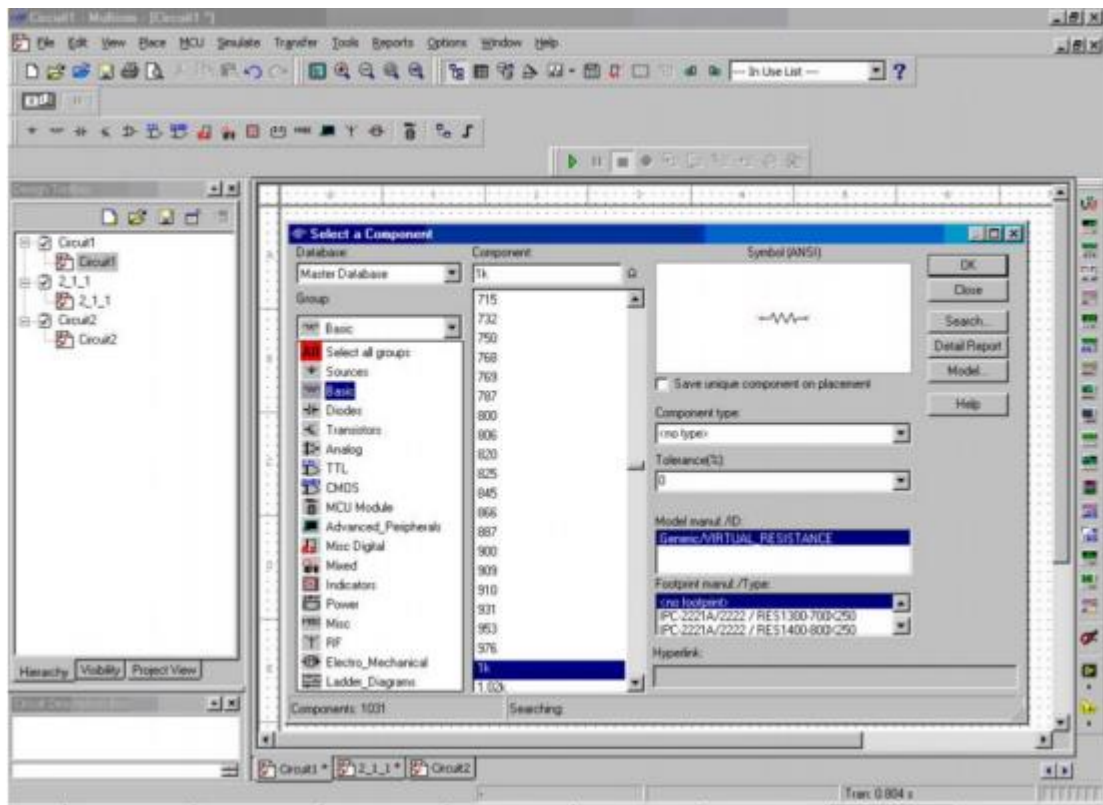 Circuit1 - Multisim - [Circuit1 *]
File Edit View Place MCU Simulate Transfer Tools Reports Options Window Help
--- In Use List ---
?
Design Toolbox
Circuit1
Circuit1
2_1_1
2_1_1
Circuit2
Circuit2
Hierarchy Visibility Project View
Select a Component
Database:
Master Database
Group:
Basic
All Select all groups
Sources
Basic
Diodes
Transistors
Analog
TTL
CMOS
MCU Module
Advanced_Peripherals
Misc Digital
Mixed
Indicators
Power
Misc
RF
Electro_Mechanical
Ladder_Diagrams
Component:
1k Ω
715
732
750
768
769
787
800
806
820
825
845
866
887
900
909
910
931
953
976
1k
1.02k
Symbol (ANSI)
Save unique component on placement
Component type:
<no type>
Tolerance(%):
0
Model manuf./ID:
Generic/VIRTUAL_RESISTANCE
Footprint manuf./Type:
<no footprint>
IPC-2221A/2222 / RES1300-700X250
IPC-2221A/2222 / RES1400-800X250
Hyperlink:
OK
Close
Search...
Detail Report
Model...
Help
Components: 1031 Searching:
Circuit1 * 2_1_1 * Circuit2
Tran: 0.804 s